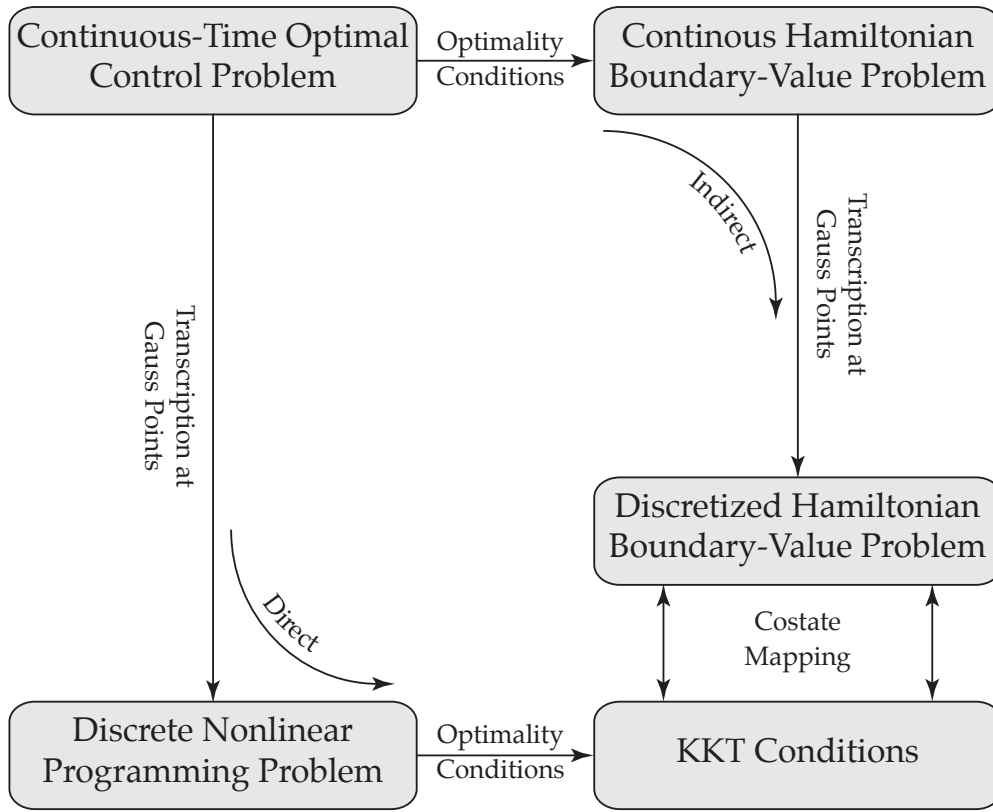 Continuous-Time Optimal
Control Problem
Optimality
Conditions
Continous Hamiltonian
Boundary-Value Problem
Indirect
Transcription at
Gauss Points
Transcription at
Gauss Points
Discretized Hamiltonian
Boundary-Value Problem
Direct
Costate
Mapping
Discrete Nonlinear
Programming Problem
Optimality
Conditions
KKT Conditions